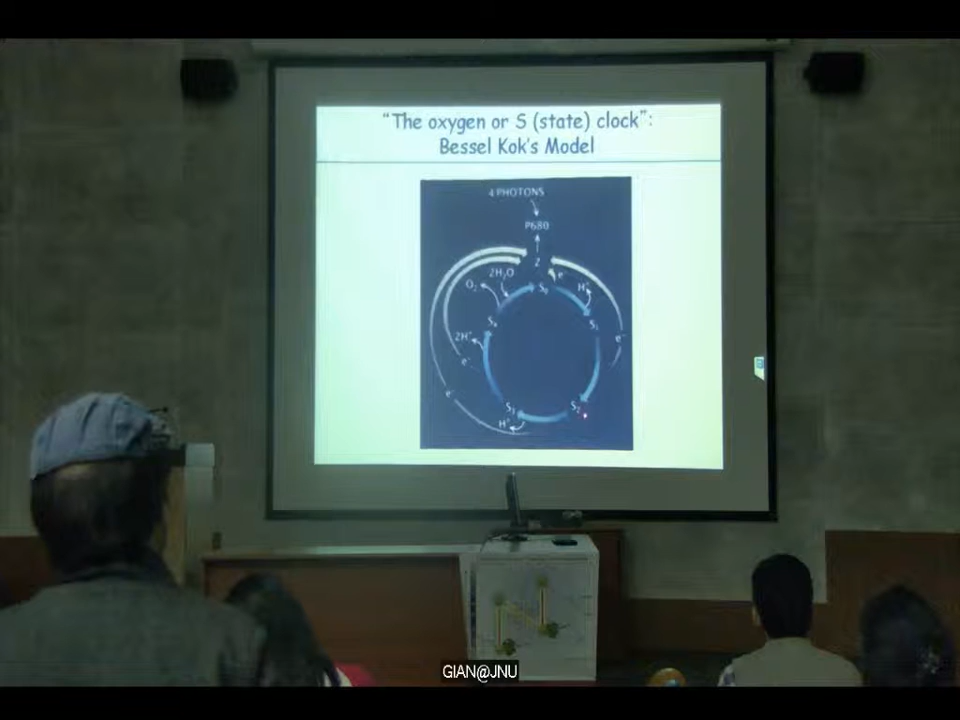 “The oxygen or S (state) clock”:
Bessel Kok's Model
4 PHOTONS
P680
Z
2H₂O
e⁻
O₂
S₀
H⁺
S₄
S₁
2H⁺
e⁻
e⁻
e⁻
S₃
S₂
H⁺
GIAN@JNU